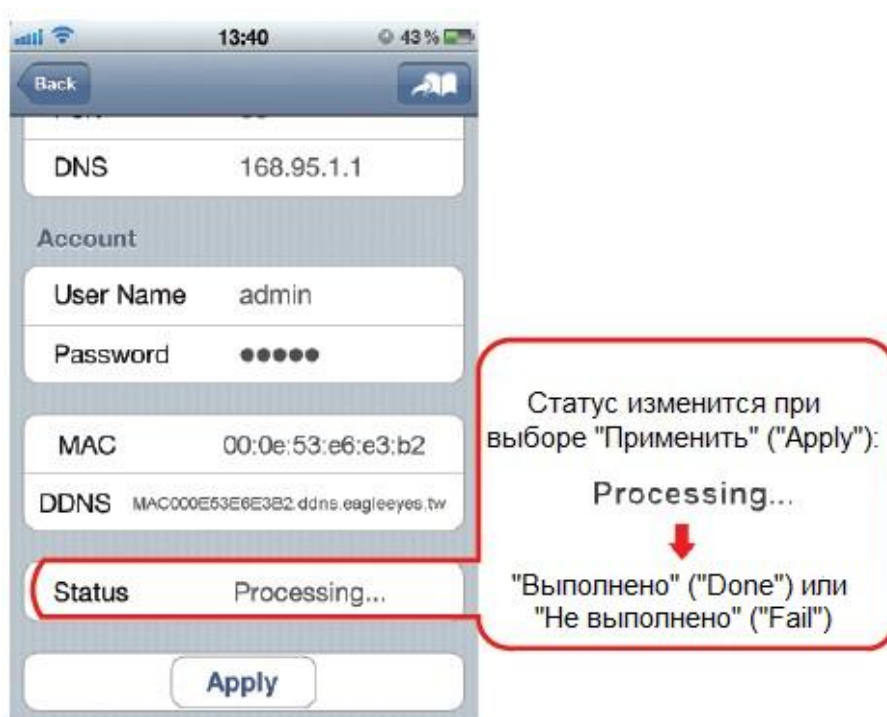 13:40
43 %
Back
DNS 168.95.1.1
Account
User Name admin
Password ●●●●●
MAC 00:0e:53:e6:e3:b2
DDNS MAC000E53E6E3B2.ddns.eagleeyes.tw
Status Processing...
Apply
Статус изменится при
выборе "Применить" ("Apply"):
Processing...
"Выполнено" ("Done") или
"Не выполнено" ("Fail")